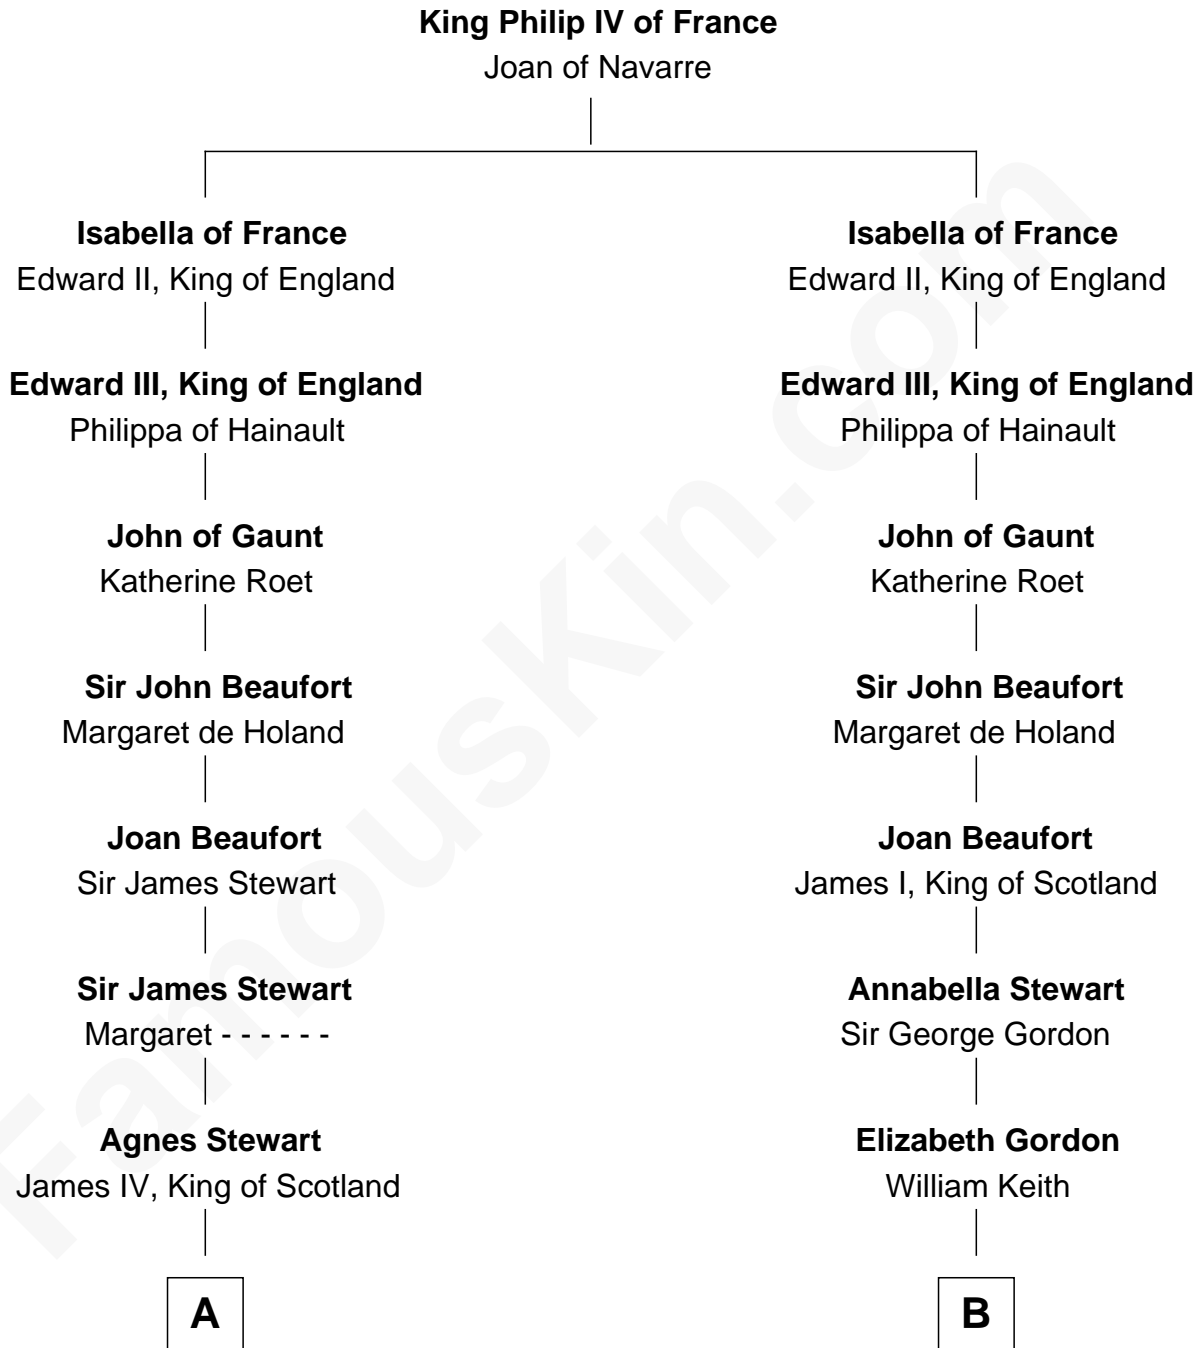 King Philip IV of France
Joan of Navarre
Isabella of France
Edward II, King of England
Edward III, King of England
Philippa of Hainault
John of Gaunt
Katherine Roet
Sir John Beaufort
Margaret de Holand
Joan Beaufort
Sir James Stewart
Sir James Stewart
Margaret - - - - - -
Agnes Stewart
James IV, King of Scotland
A
Isabella of France
Edward II, King of England
Edward III, King of England
Philippa of Hainault
John of Gaunt
Katherine Roet
Sir John Beaufort
Margaret de Holand
Joan Beaufort
James I, King of Scotland
Annabella Stewart
Sir George Gordon
Elizabeth Gordon
William Keith
B
FamousKin.com